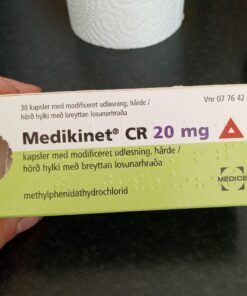 30 kapsler med modificeret udløsning, hårde /
hörð hylki með breyttan losunarhraða
Vnr 07 76 42
Medikinet® CR 20 mg
kapsler med modificeret udløsning, hårde /
hörð hylki með breyttan losunarhraða
methylphenidathydrochlorid
MEDICE